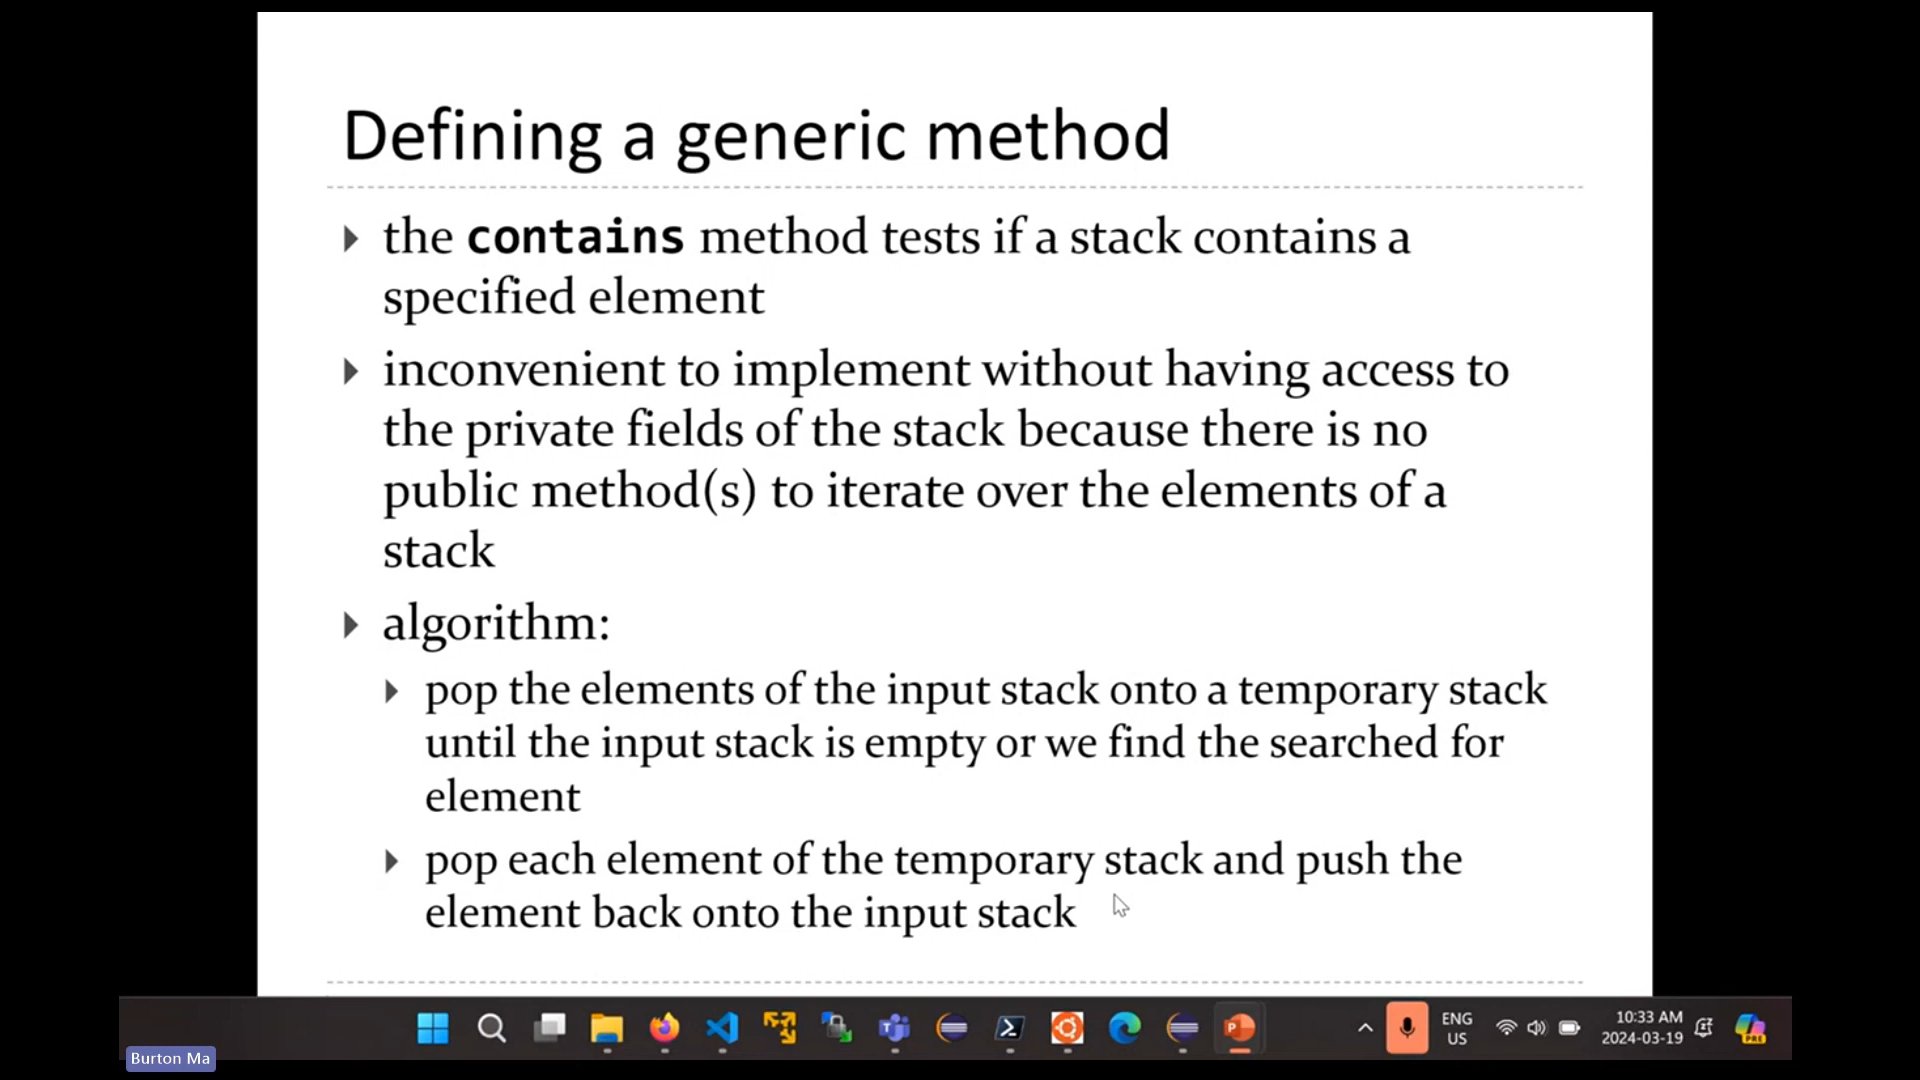 Defining a generic method
the contains method tests if a stack contains a
specified element
inconvenient to implement without having access to
the private fields of the stack because there is no
public method(s) to iterate over the elements of a
stack
algorithm:
pop the elements of the input stack onto a temporary stack
until the input stack is empty or we find the searched for
element
pop each element of the temporary stack and push the
element back onto the input stack
ENG
US
10:33 AM
2024-03-19
PRE
Burton Ma